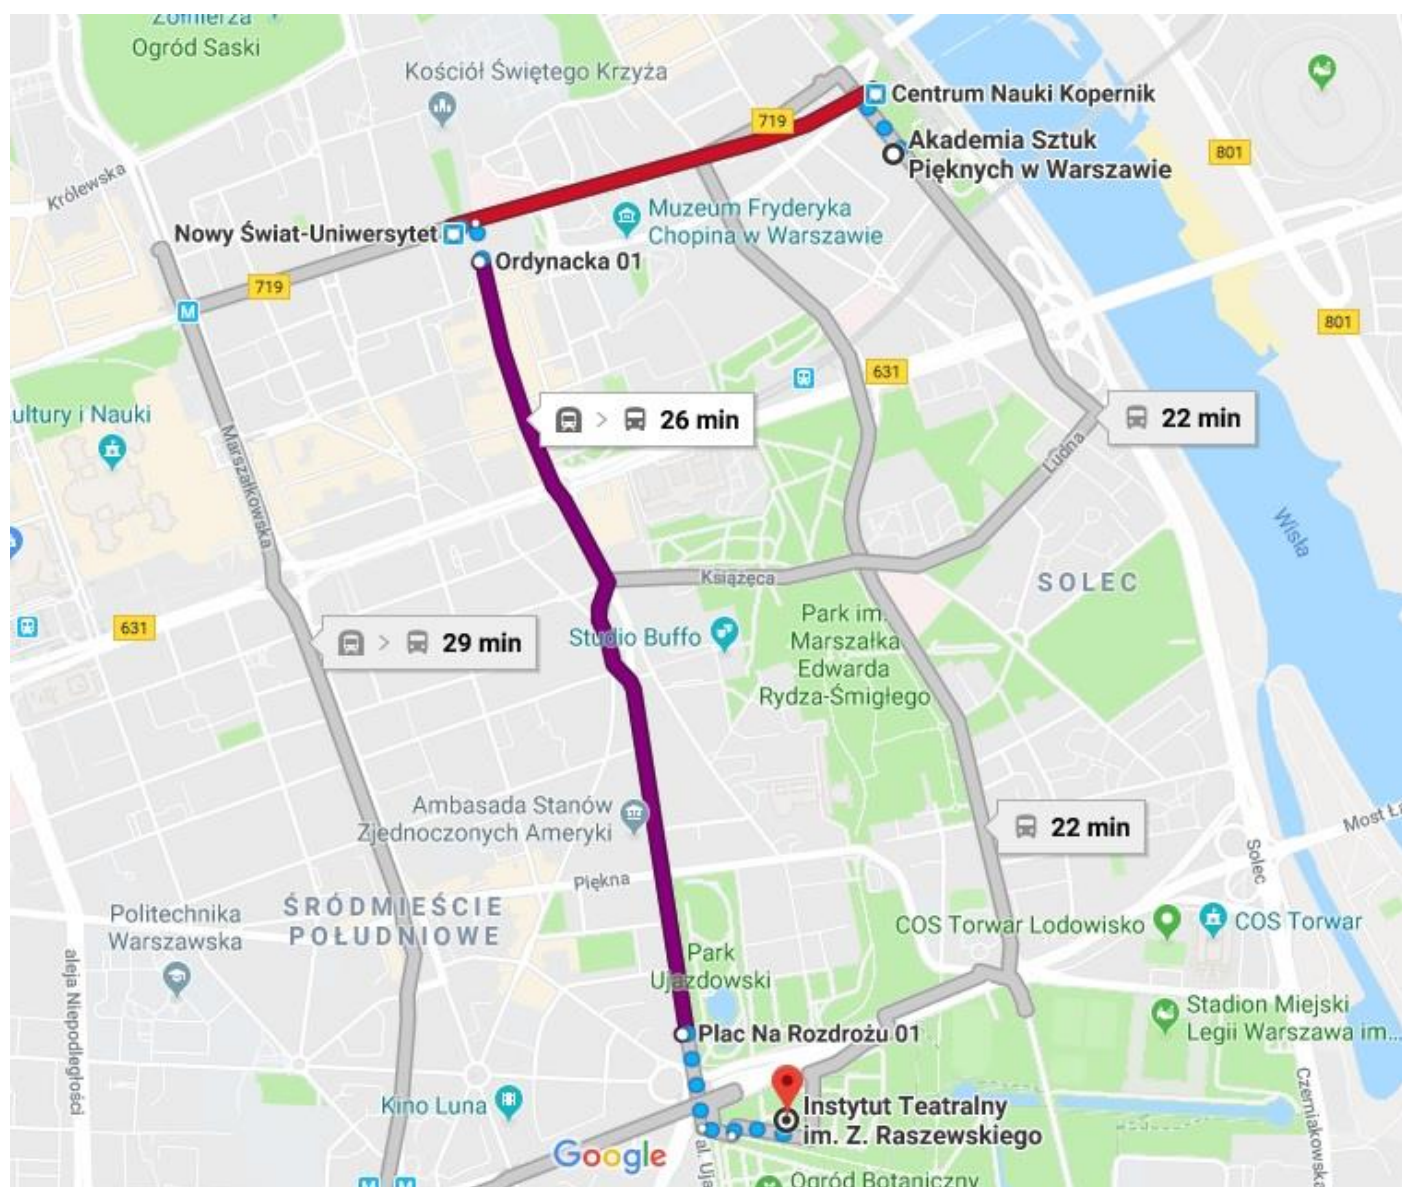 Żołnierza
Ogród Saski
Kościół Świętego Krzyża
Centrum Nauki Kopernik
719
Akademia Sztuk
Pięknych w Warszawie
801
Królewska
Muzeum Fryderyka
Chopina w Warszawie
Nowy Świat-Uniwersytet
Ordynacka 01
719
M
801
631
ultury i Nauki
26 min
22 min
Marszałkowska
Ludna
Wisła
Książęca
SOLEC
631
29 min
Studio Buffo
Park im.
Marszałka
Edwarda
Rydza-Śmigłego
Ambasada Stanów
Zjednoczonych Ameryki
22 min
Most Ła
Solec
Piękna
ŚRÓDMIEŚCIE
POŁUDNIOWE
Politechnika
Warszawska
COS Torwar Lodowisko
COS Torwar
aleja Niepodległości
Park
Ujazdowski
Stadion Miejski
Legii Warszawa im...
Plac Na Rozdrożu 01
Kino Luna
Instytut Teatralny
im. Z. Raszewskiego
Czerniakowska
Google
al. Uja
Ogród Botaniczny
M M